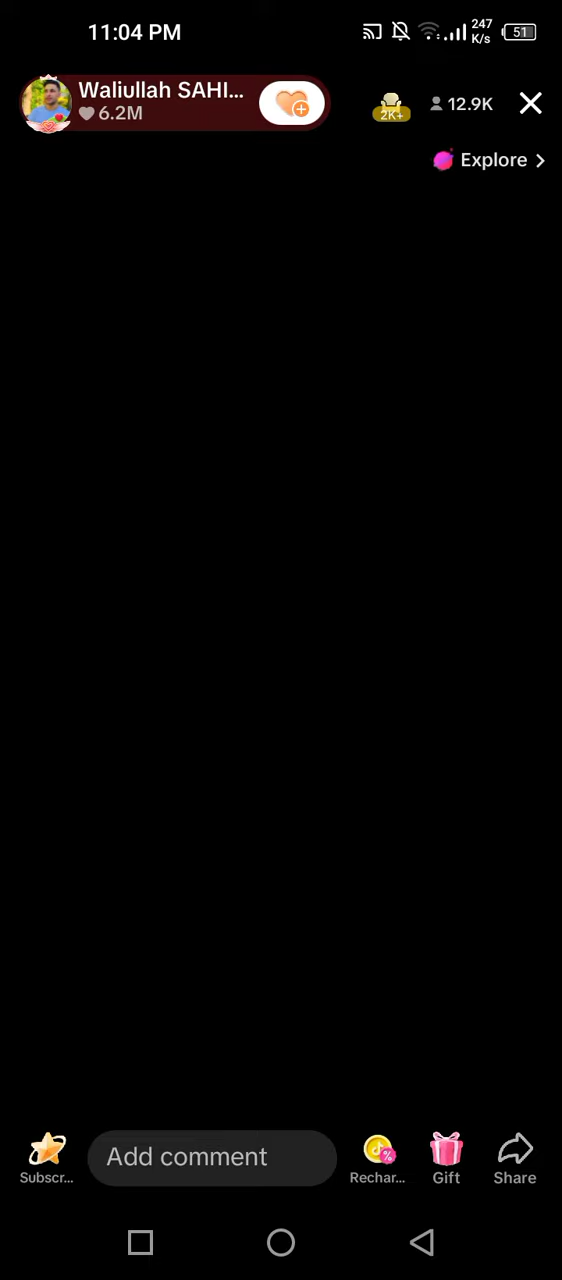 11:04 PM
247
K/s
51
Waliullah SAHI...
6.2M
2K+
12.9K
Explore
Subscr...
Add comment
Rechar...
Gift
Share